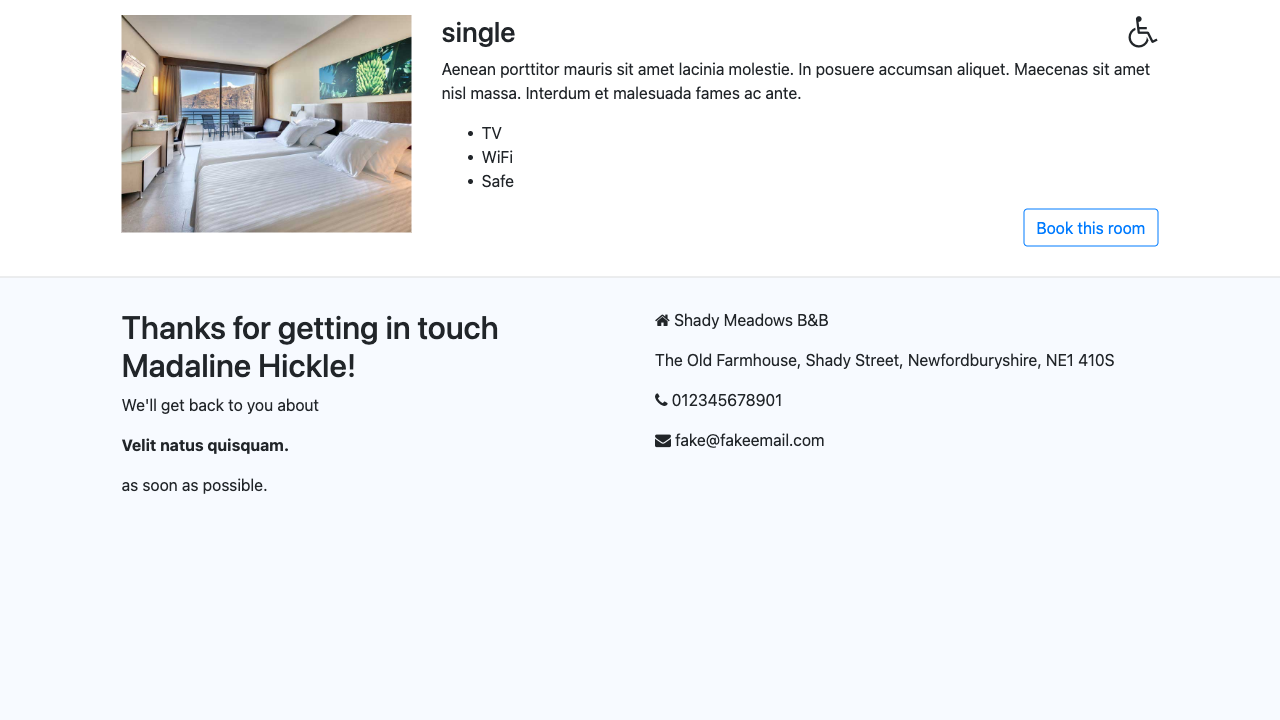 single
Aenean porttitor mauris sit amet lacinia molestie. In posuere accumsan aliquet. Maecenas sit amet
nisl massa. Interdum et malesuada fames ac ante.
• TV
• WiFi
• Safe
Book this room
Thanks for getting in touch
Madaline Hickle!
We'll get back to you about
Velit natus quisquam.
as soon as possible.
Shady Meadows B&B
The Old Farmhouse, Shady Street, Newfordburyshire, NE1 410S
012345678901
fake@fakeemail.com